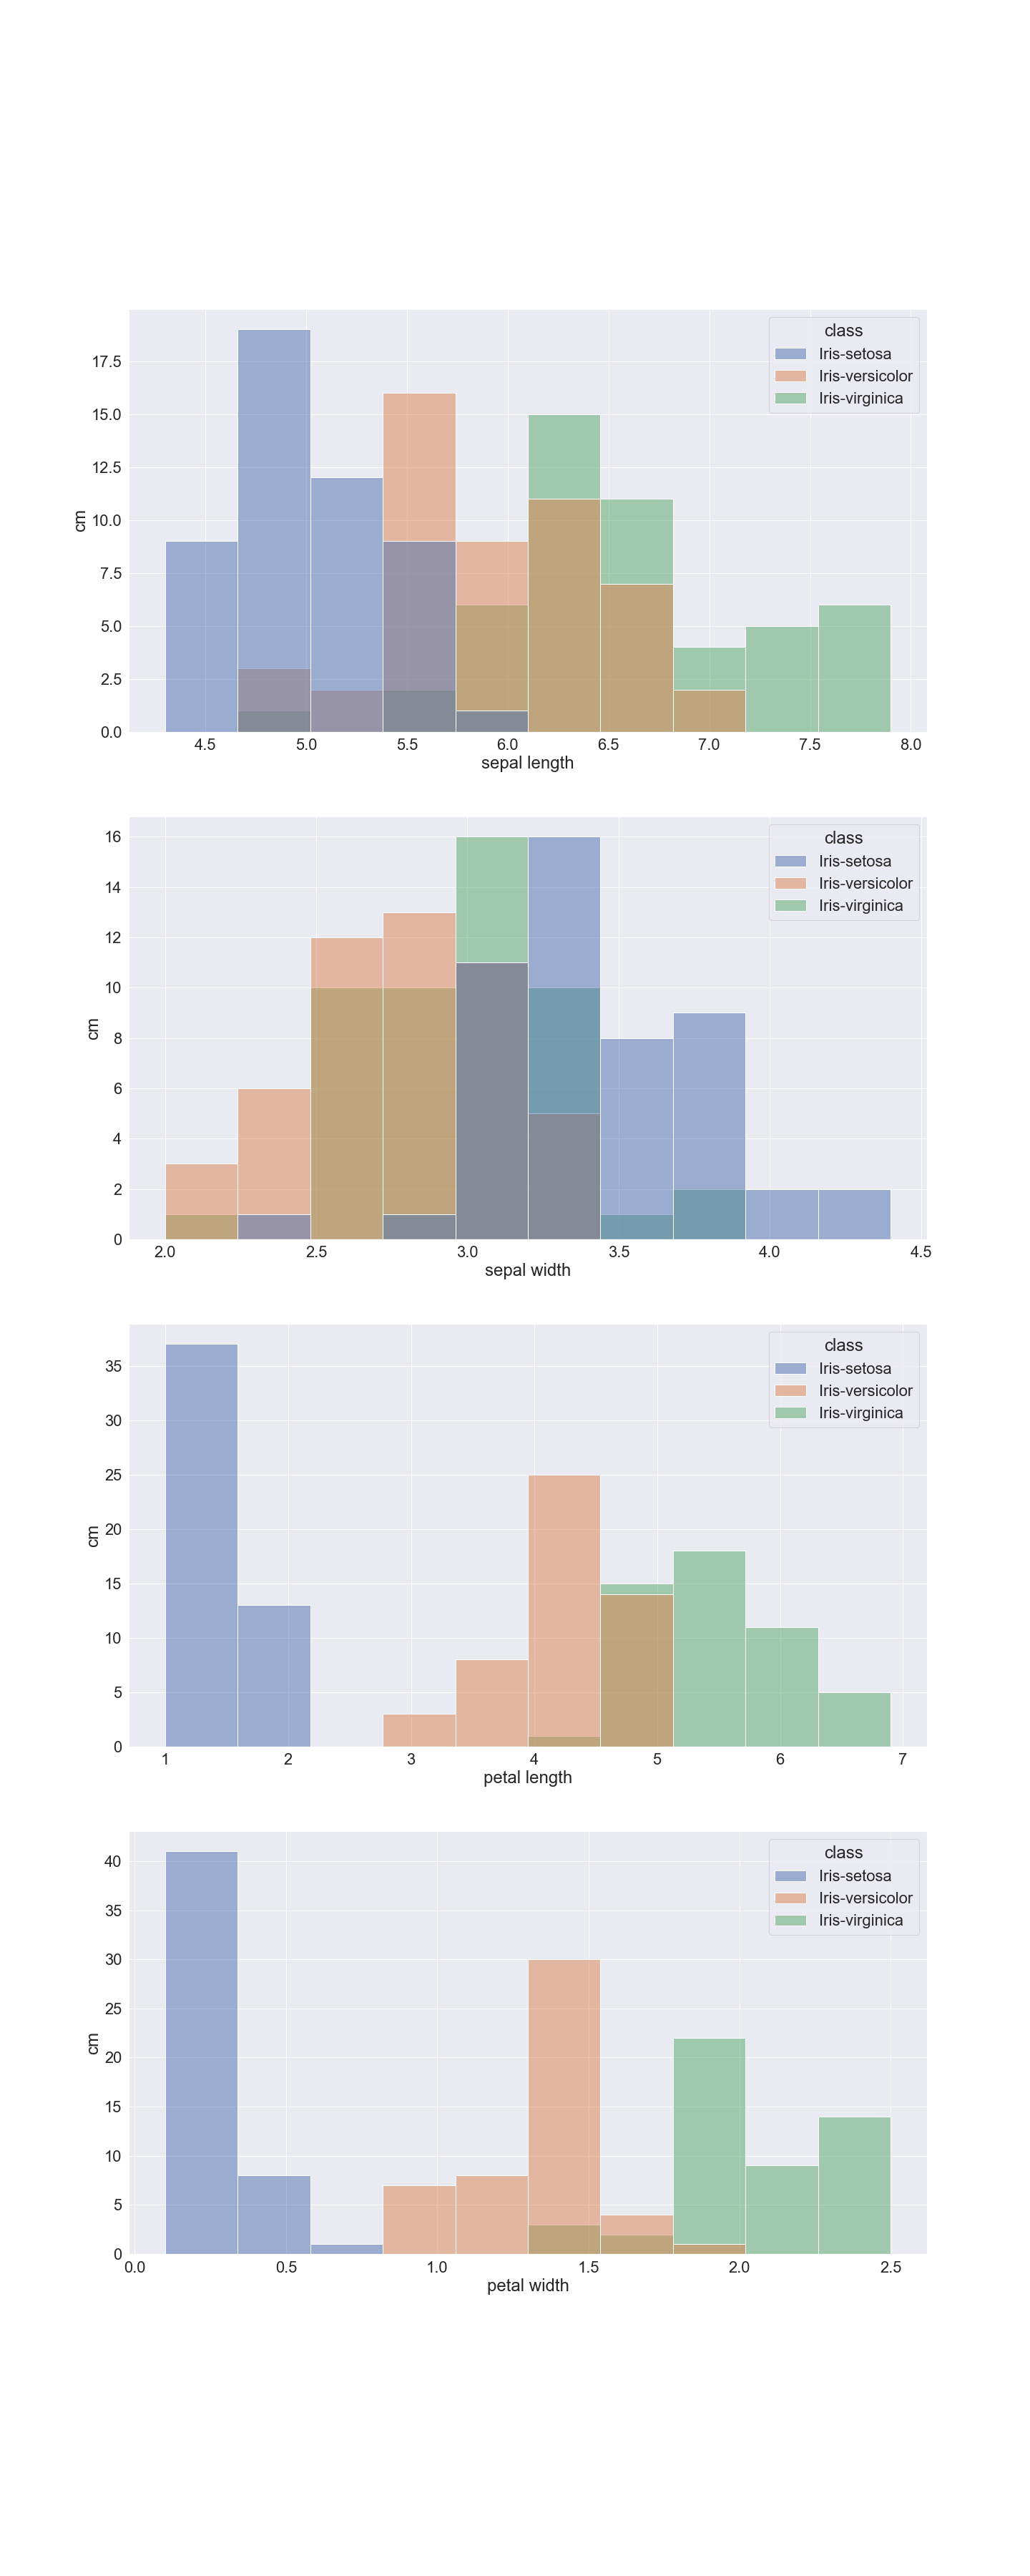 class
Iris-setosa
Iris-versicolor
Iris-virginica
17.5
15.0
12.5
10.0
7.5
5.0
2.5
0.0
cm
4.5 5.0 5.5 6.0 6.5 7.0 7.5 8.0
sepal length
class
Iris-setosa
Iris-versicolor
Iris-virginica
16
14
12
10
8
6
4
2
0
cm
2.0 2.5 3.0 3.5 4.0 4.5
sepal width
class
Iris-setosa
Iris-versicolor
Iris-virginica
35
30
25
20
15
10
5
0
cm
1 2 3 4 5 6 7
petal length
class
Iris-setosa
Iris-versicolor
Iris-virginica
40
35
30
25
20
15
10
5
0
cm
0.0 0.5 1.0 1.5 2.0 2.5
petal width